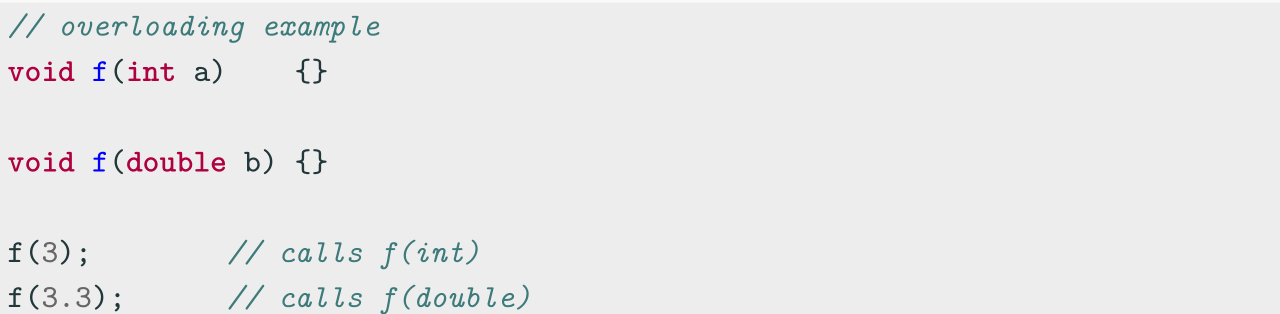 // overloading example
void f(int a)    {}
void f(double b) {}
f(3);        // calls f(int)
f(3.3);      // calls f(double)